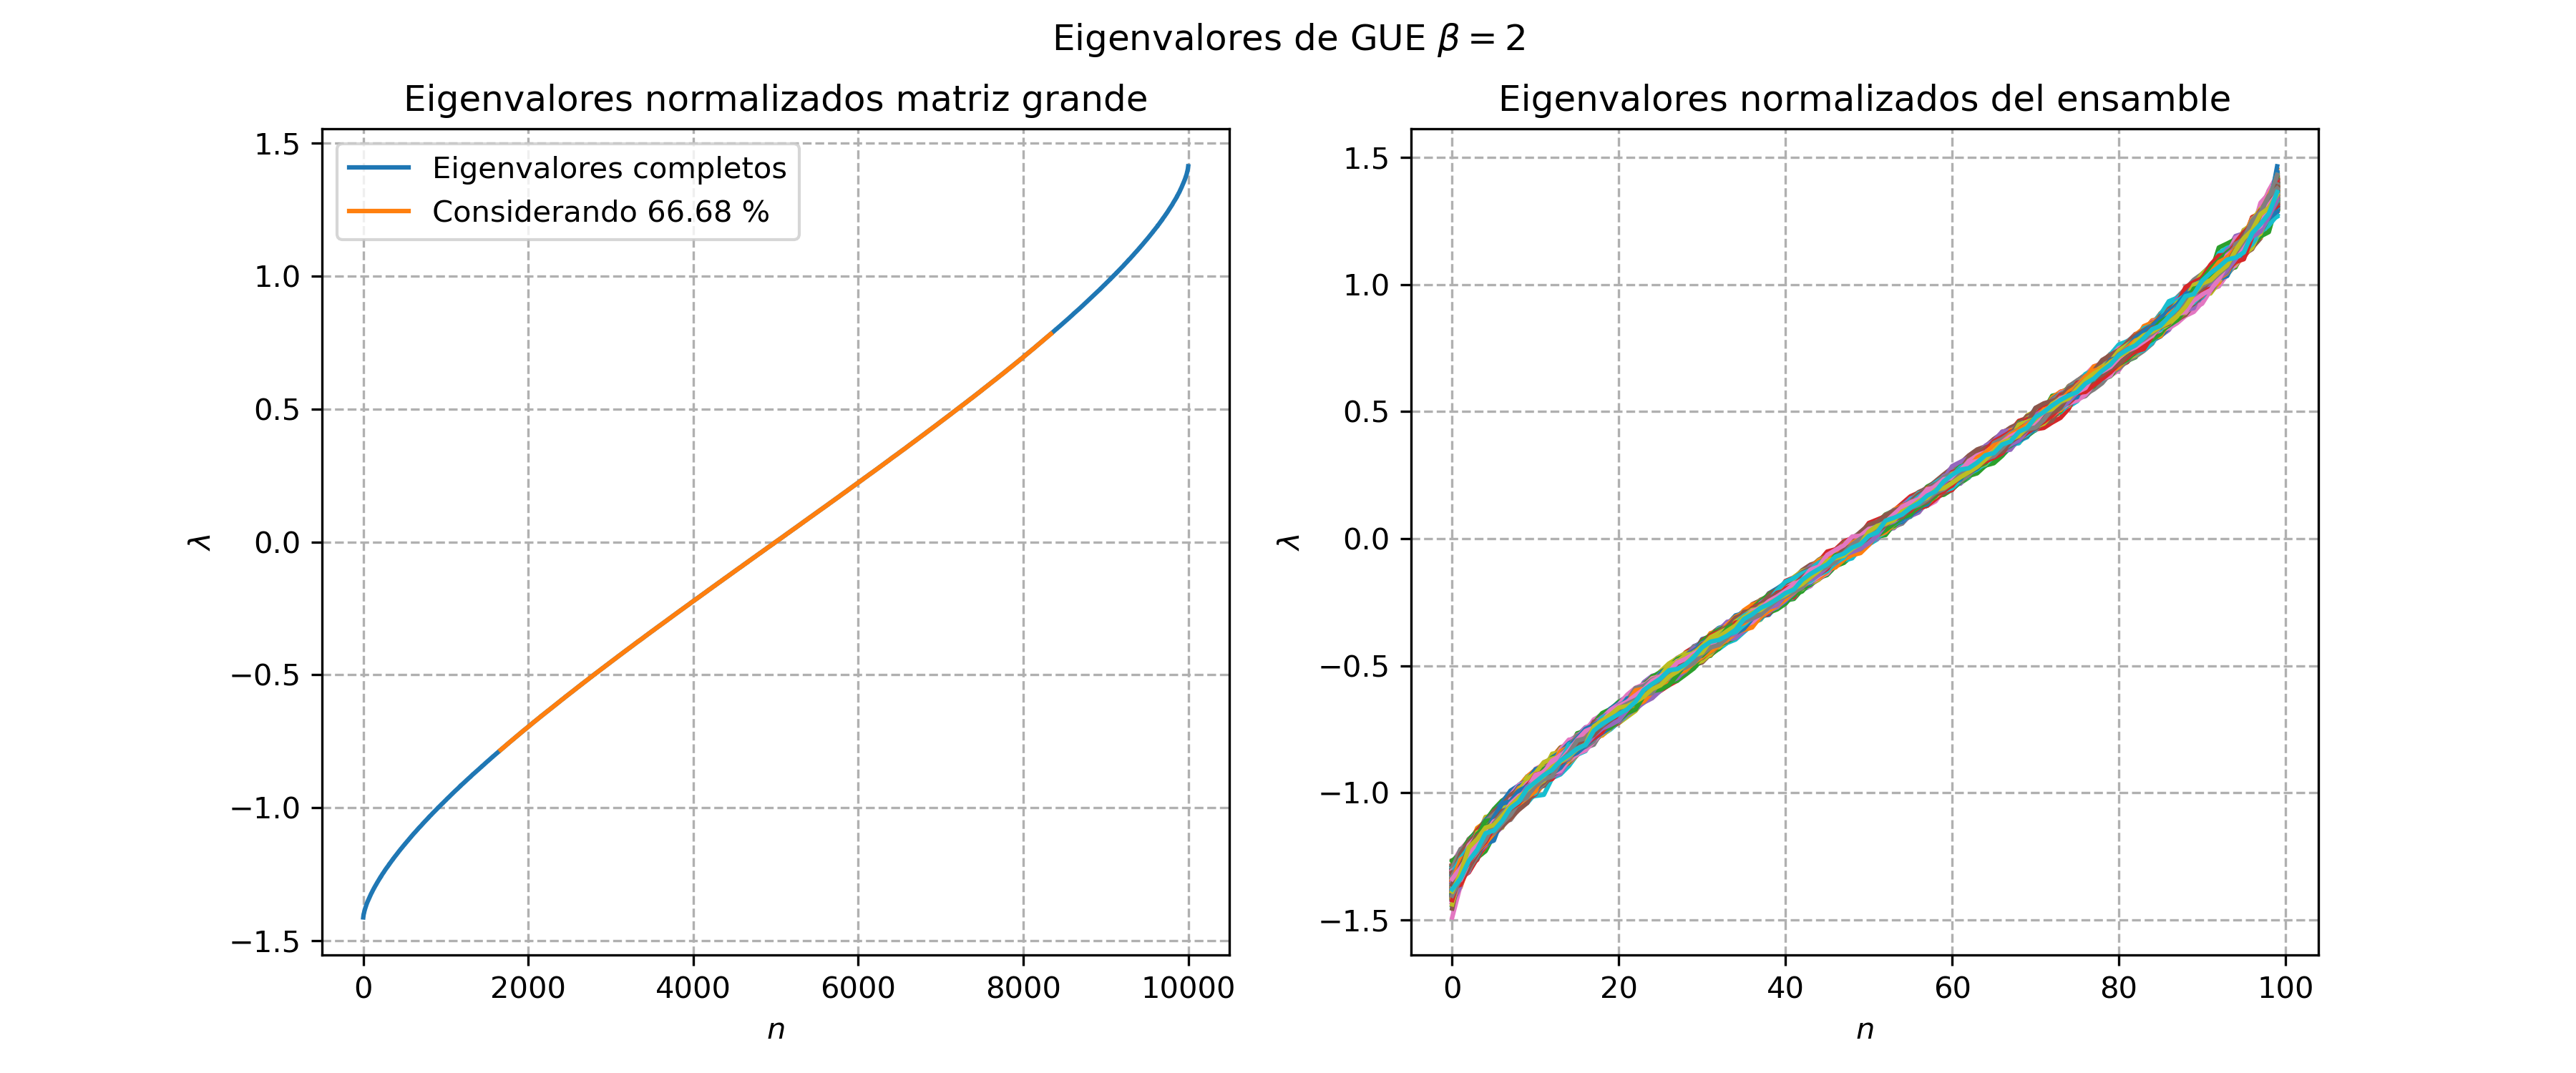 Eigenvalores de GUE β = 2
Eigenvalores normalizados matriz grande
Eigenvalores completos
Considerando 66.68 %
1.5
1.0
0.5
0.0
−0.5
−1.0
−1.5
λ
0 2000 4000 6000 8000 10000
n
Eigenvalores normalizados del ensamble
1.5
1.0
0.5
0.0
−0.5
−1.0
−1.5
λ
0 20 40 60 80 100
n